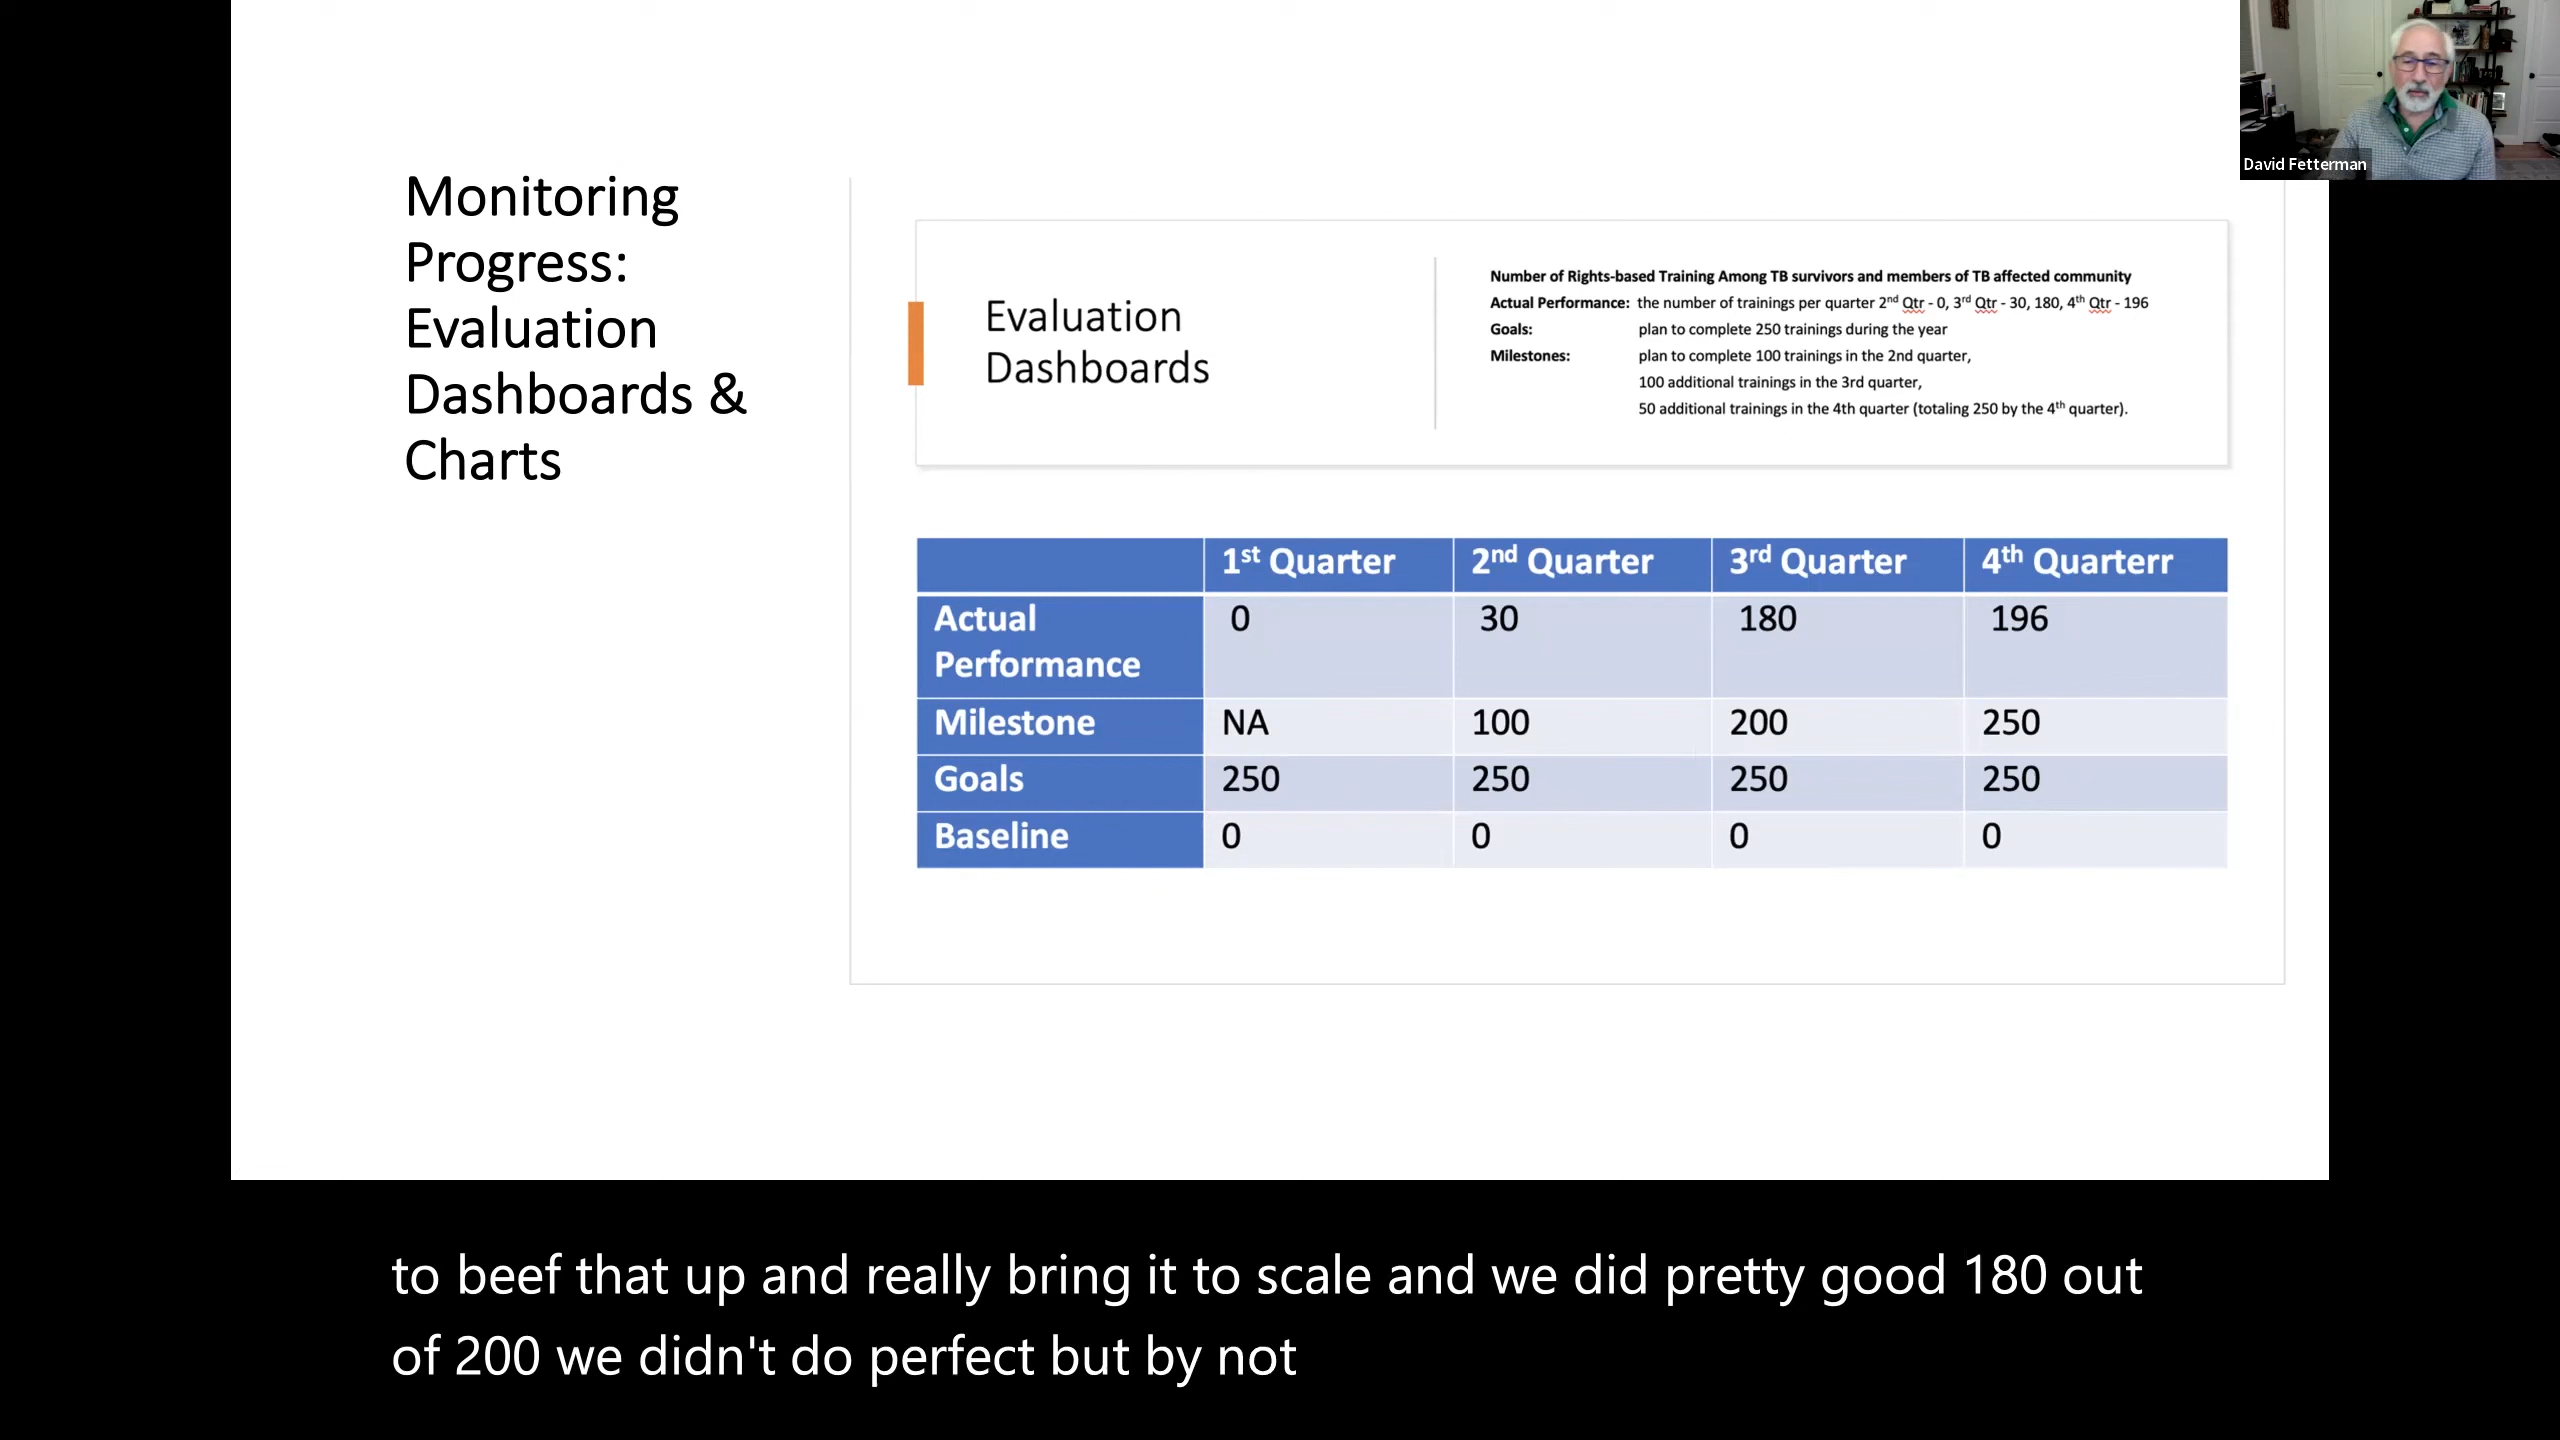 David Fetterman
Monitoring
Progress:
Evaluation
Dashboards &
Charts
Evaluation
Dashboards
Number of Rights-based Training Among TB survivors and members of TB affected community
Actual Performance: the number of trainings per quarter 2nd Qtr - 0, 3rd Qtr - 30, 180, 4th Qtr - 196
Goals: plan to complete 250 trainings during the year
Milestones: plan to complete 100 trainings in the 2nd quarter,
100 additional trainings in the 3rd quarter,
50 additional trainings in the 4th quarter (totaling 250 by the 4th quarter).
1st Quarter 2nd Quarter 3rd Quarter 4th Quarterr
Actual
Performance 0 30 180 196
Milestone NA 100 200 250
Goals 250 250 250 250
Baseline 0 0 0 0
to beef that up and really bring it to scale and we did pretty good 180 out
of 200 we didn't do perfect but by not